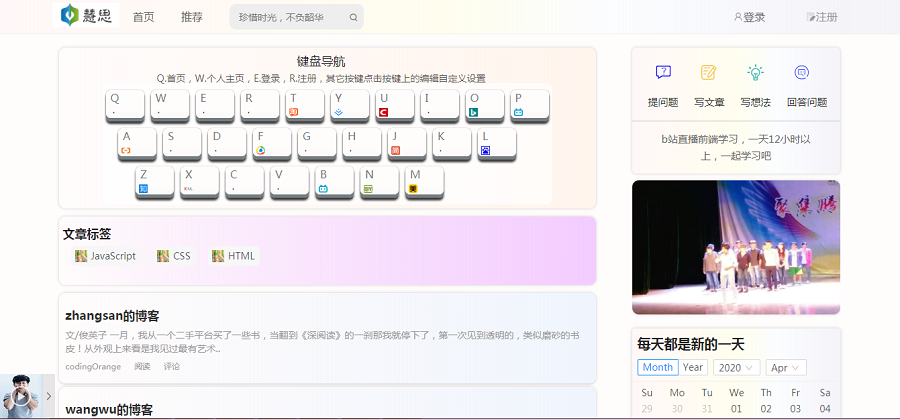 慧思 首页 推荐 珍惜时光，不负韶华 登录 注册
键盘导航
Q.首页，W.个人主页，E.登录，R.注册，其它按键点击按键上的编辑自定义设置
Q W E R T Y U I O P
A S D F G H J K L
Z X C V B N M
文章标签
JavaScript CSS HTML
zhangsan的博客
文/俊英子 一月，我从一个二手平台买了一些书，当翻到《深阅读》的一刹那我就停下了，第一次见到透明的，类似磨砂的书
皮！从外观上来看是我见过最有艺术..
codingOrange 阅读 评论
wangwu的博客
提问题 写文章 写想法 回答问题
b站直播前端学习，一天12小时以
上，一起学习吧
聚集腾
每天都是新的一天
Month Year 2020 Apr
Su Mo Tu We Th Fr Sa
29 30 31 01 02 03 04